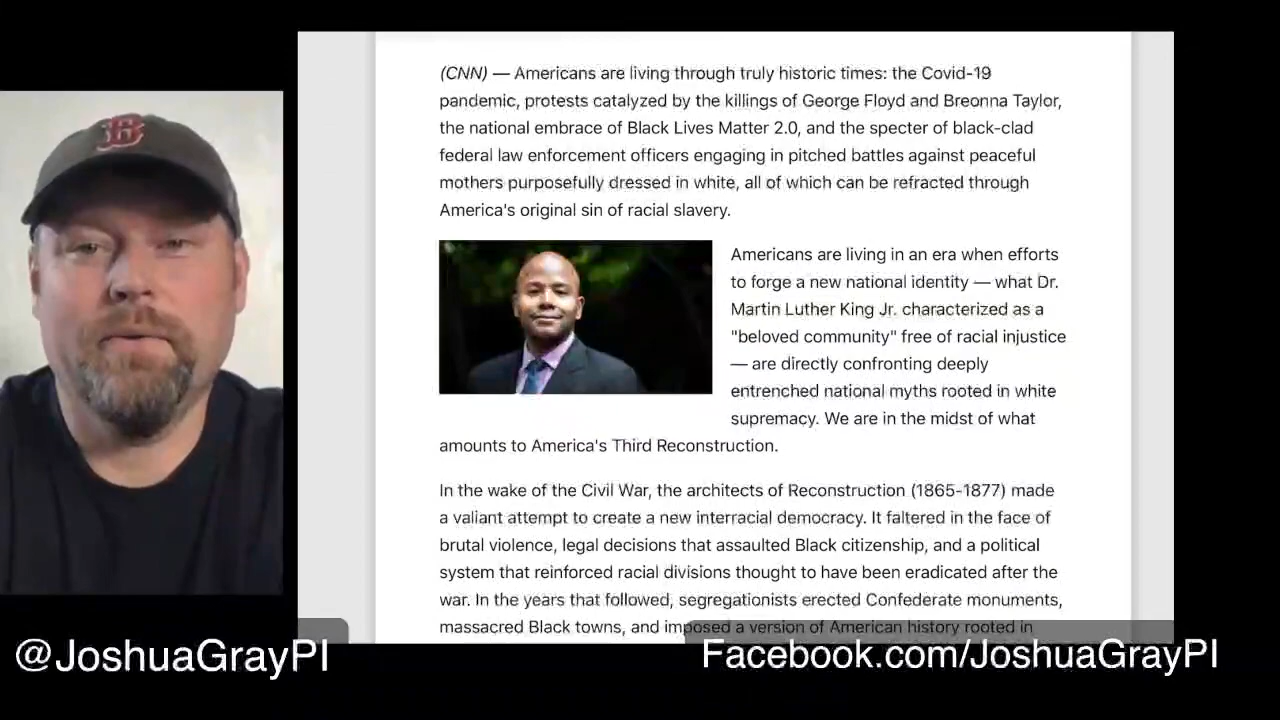 (CNN) — Americans are living through truly historic times: the Covid-19
pandemic, protests catalyzed by the killings of George Floyd and Breonna Taylor,
the national embrace of Black Lives Matter 2.0, and the specter of black-clad
federal law enforcement officers engaging in pitched battles against peaceful
mothers purposefully dressed in white, all of which can be refracted through
America's original sin of racial slavery.
Americans are living in an era when efforts
to forge a new national identity — what Dr.
Martin Luther King Jr. characterized as a
"beloved community" free of racial injustice
— are directly confronting deeply
entrenched national myths rooted in white
supremacy. We are in the midst of what
amounts to America's Third Reconstruction.
In the wake of the Civil War, the architects of Reconstruction (1865-1877) made
a valiant attempt to create a new interracial democracy. It faltered in the face of
brutal violence, legal decisions that assaulted Black citizenship, and a political
system that reinforced racial divisions thought to have been eradicated after the
war. In the years that followed, segregationists erected Confederate monuments,
massacred Black towns, and imposed a version of American history rooted in
B
@JoshuaGrayPI
Facebook.com/JoshuaGrayPI